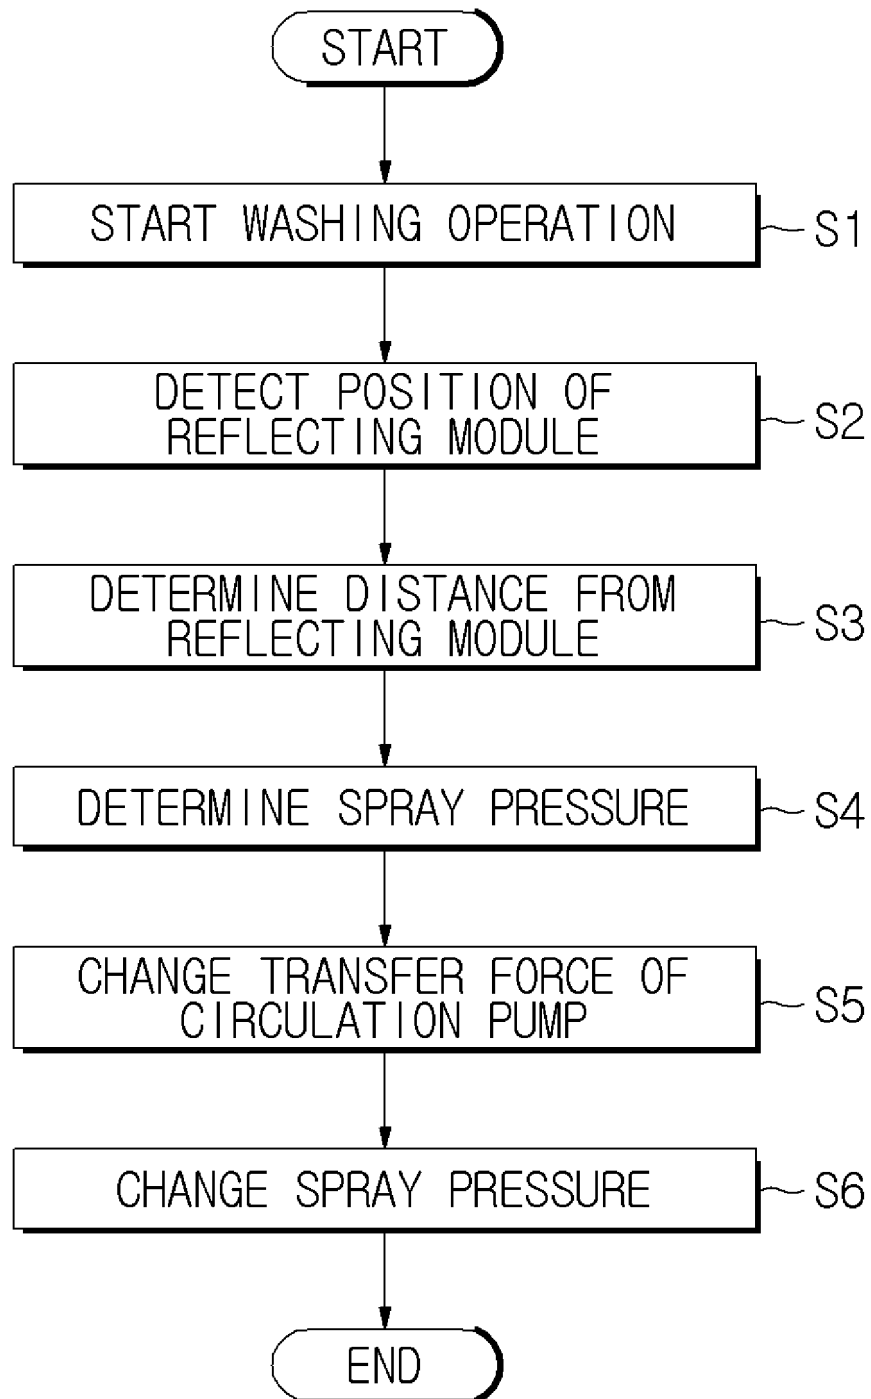 START
START WASHING OPERATION
S1
DETECT POSITION OF
REFLECTING MODULE
S2
DETERMINE DISTANCE FROM
REFLECTING MODULE
S3
DETERMINE SPRAY PRESSURE
S4
CHANGE TRANSFER FORCE OF
CIRCULATION PUMP
S5
CHANGE SPRAY PRESSURE
S6
END